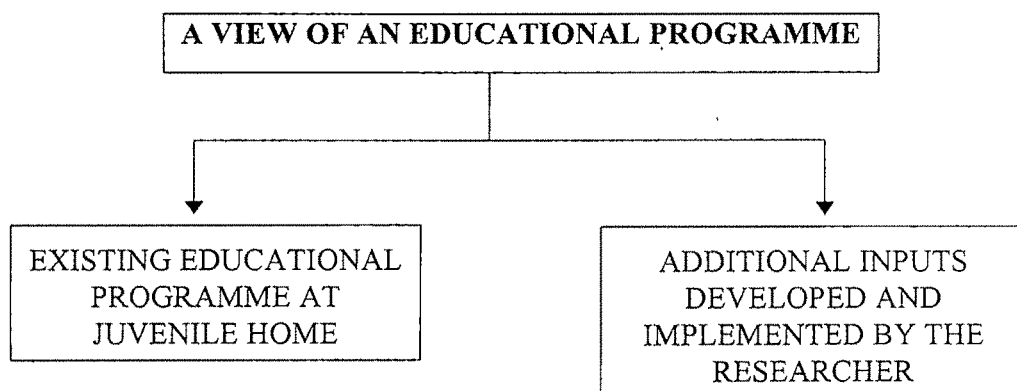 A VIEW OF AN EDUCATIONAL PROGRAMME
EXISTING EDUCATIONAL
PROGRAMME AT
JUVENILE HOME
ADDITIONAL INPUTS
DEVELOPED AND
IMPLEMENTED BY THE
RESEARCHER